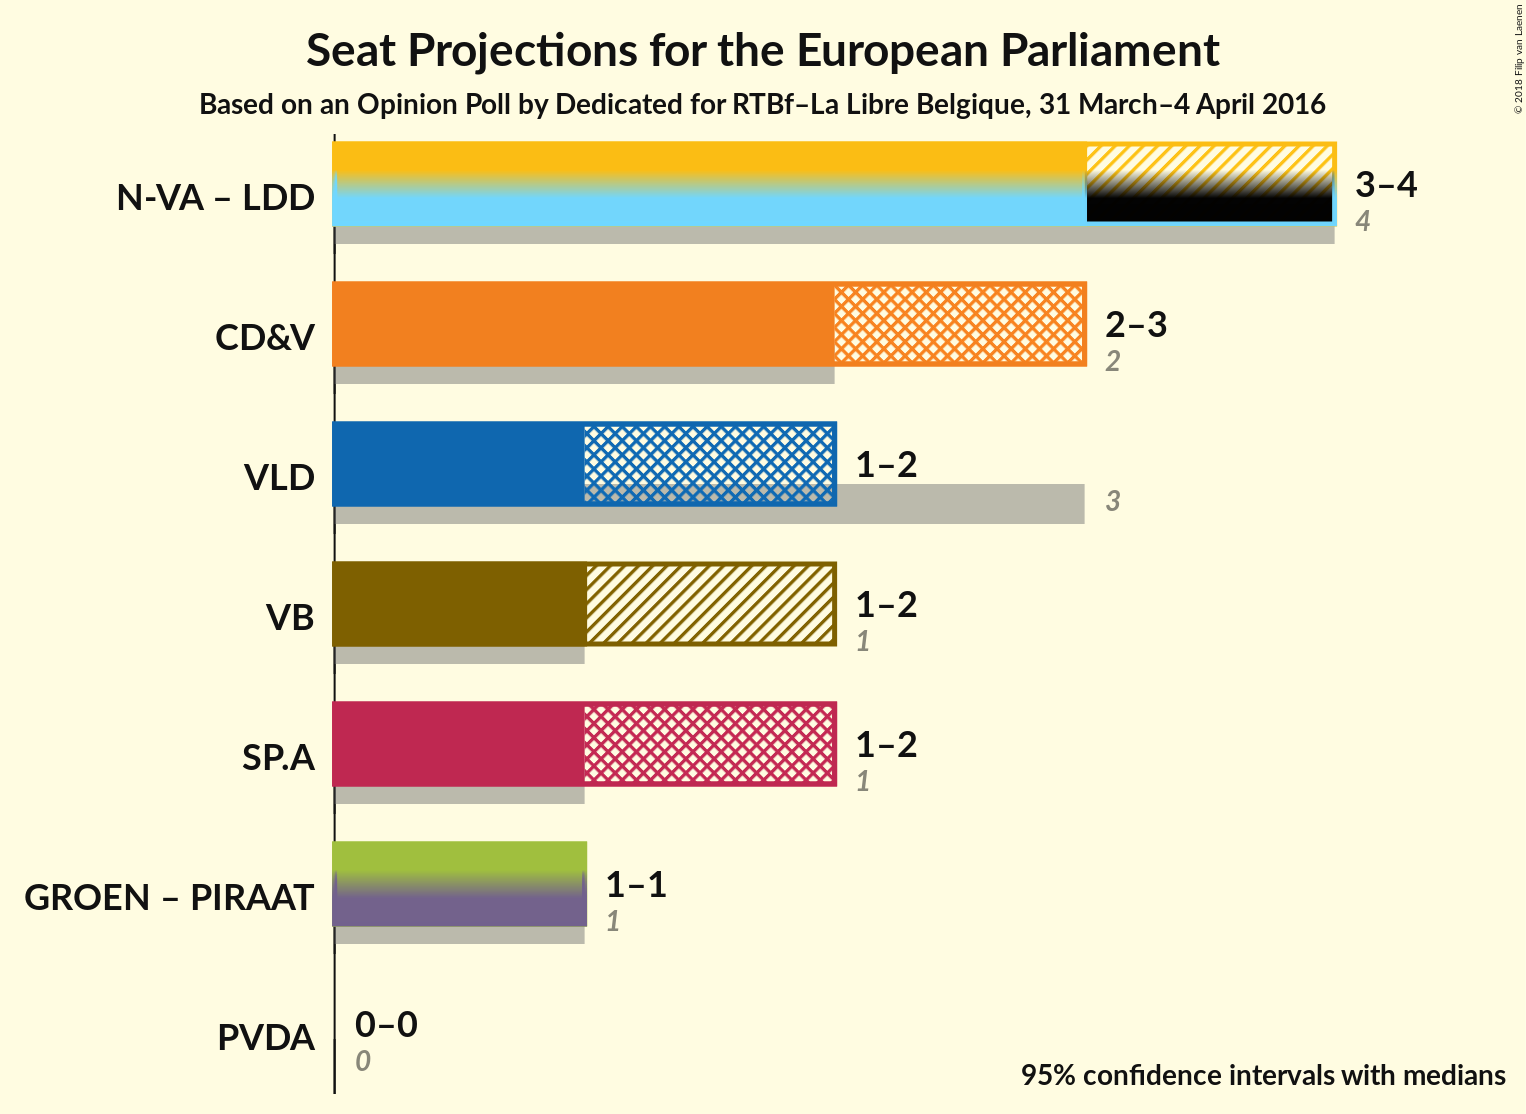 Seat Projections for the European Parliament
Based on an Opinion Poll by Dedicated for RTBf–La Libre Belgique, 31 March–4 April 2016
© 2018 Filip van Laenen
N-VA – LDD
3–4
4
CD&V
2–3
2
VLD
1–2
3
VB
1–2
1
SP.A
1–2
1
GROEN – PIRAAT
1–1
1
PVDA
0–0
0
95% confidence intervals with medians